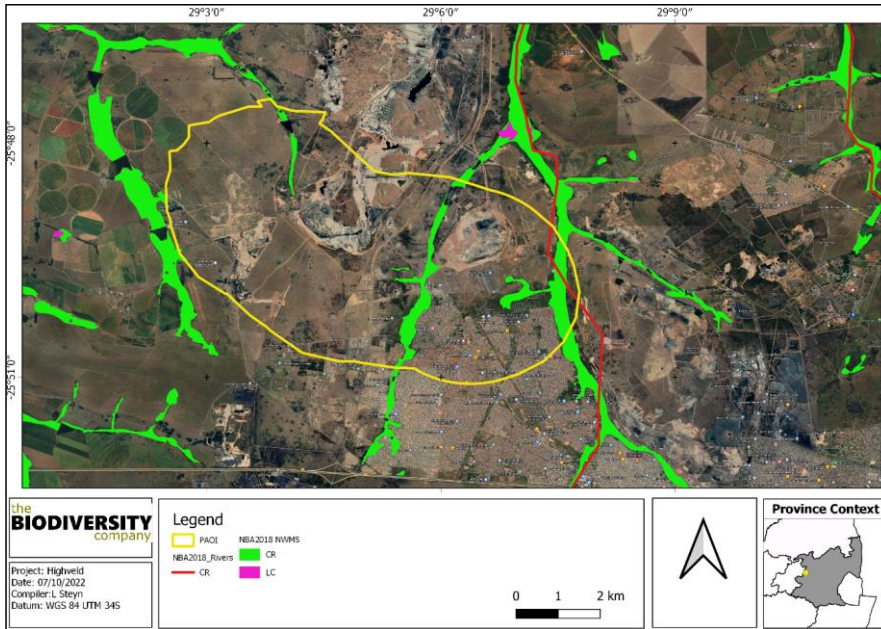 29°3'0"
29°6'0"
29°9'0"
-25°48'0"
-25°51'0"
the
BIODIVERSITY
company
Project: Highveld
Date: 07/10/2022
Compiler:L Steyn
Datum: WGS 84 UTM 34S
Legend
PAOI
NBA2018_Rivers
CR
NBA2018 NWMS
CR
LC
0 1 2 km
Province Context